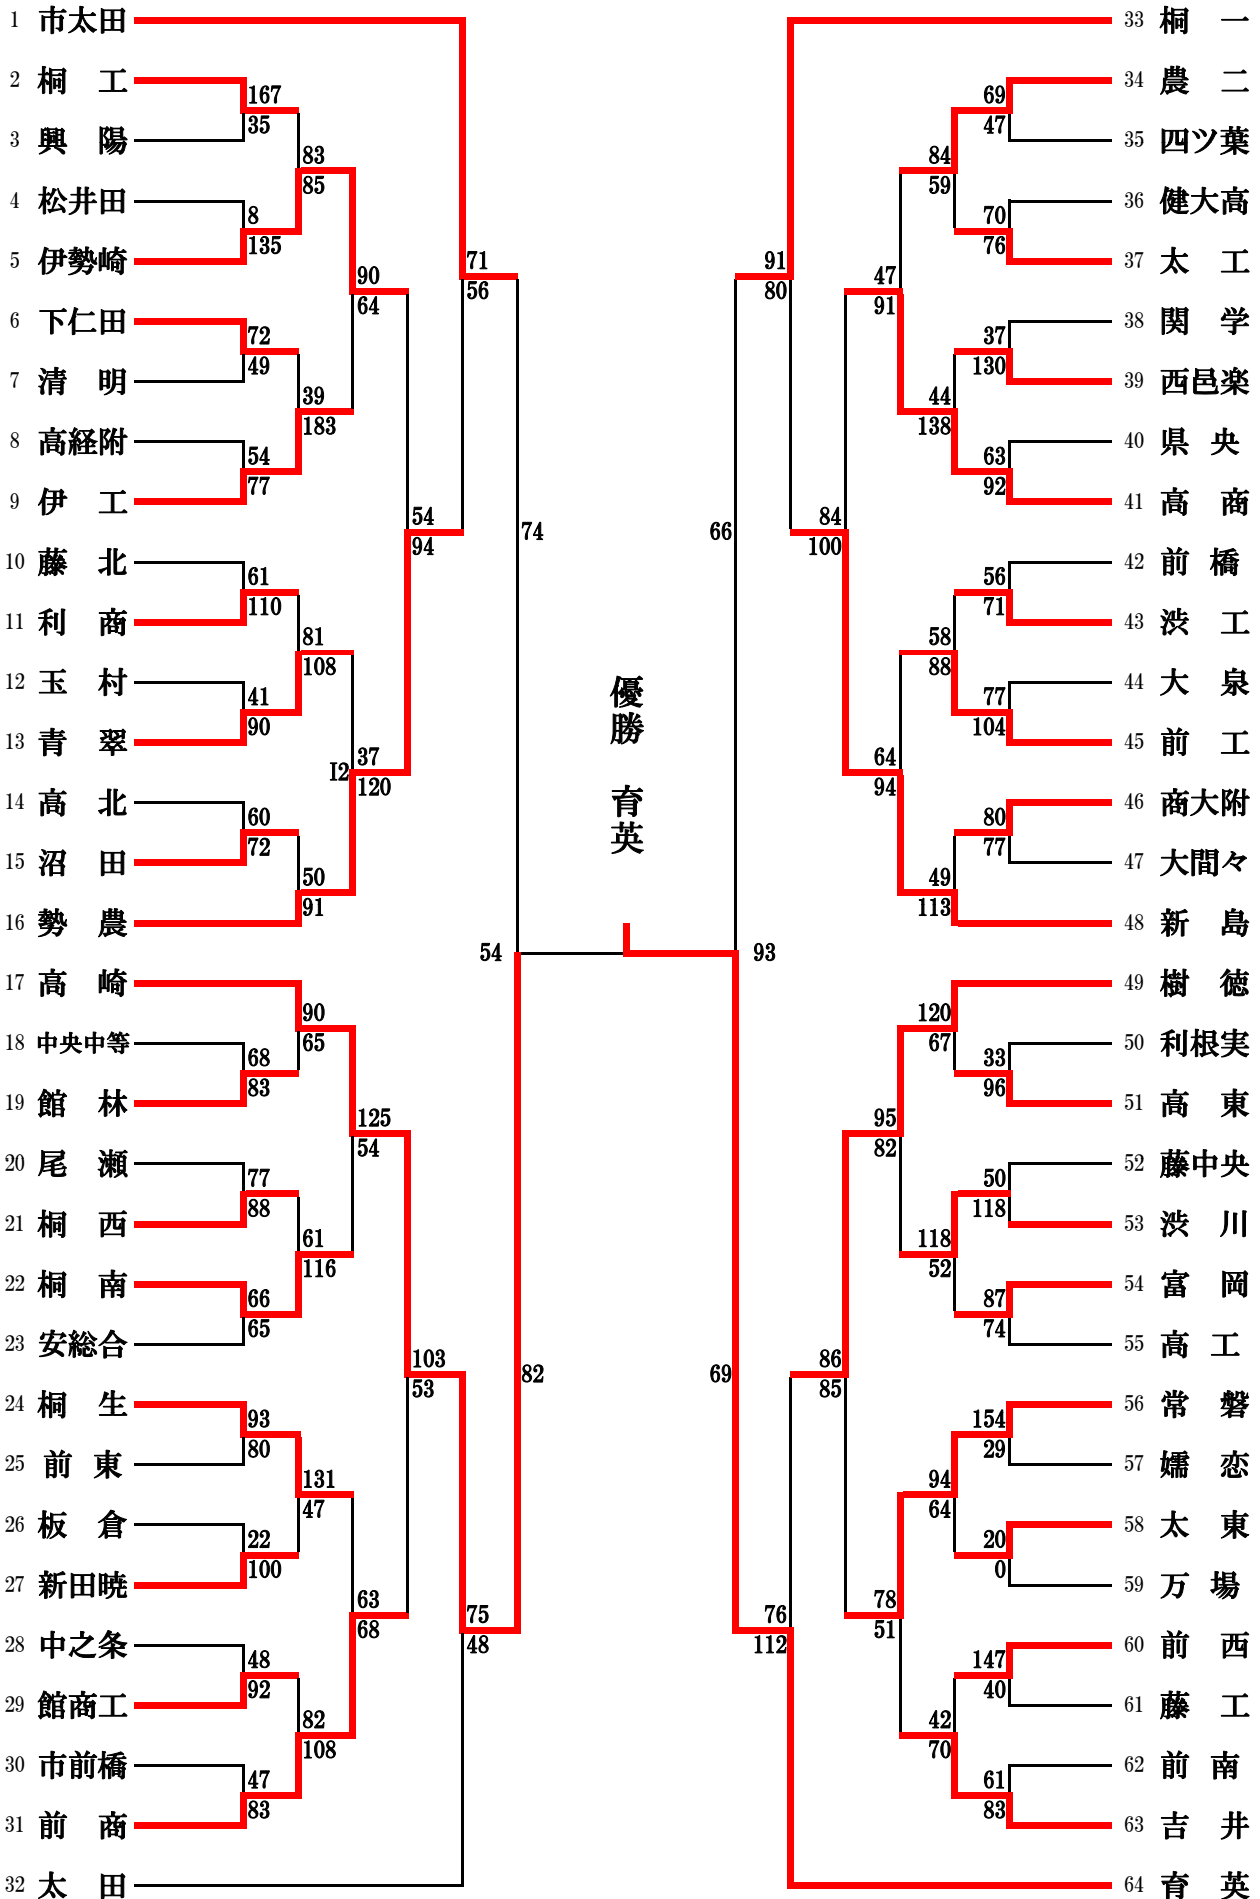 1 市太田
2 桐 工
3 興 陽
4 松井田
5 伊勢崎
6 下仁田
7 清 明
8 高経附
9 伊 工
10 藤 北
11 利 商
12 玉 村
13 青 翠
14 高 北
15 沼 田
16 勢 農
17 高 崎
18 中央中等
19 館 林
20 尾 瀬
21 桐 西
22 桐 南
23 安総合
24 桐 生
25 前 東
26 板 倉
27 新田暁
28 中之条
29 館商工
30 市前橋
31 前 商
32 太 田
167
35
8
135
72
49
54
77
61
110
41
90
60
72
68
83
77
88
66
65
93
80
22
100
48
92
47
83
83
85
39
183
81
108
50
91
90
65
61
116
131
47
82
108
90
64
I2
37
120
125
54
63
68
54
94
103
53
71
56
75
48
74
82
54
優勝 育英
93
66
69
91
80
76
112
84
100
86
85
47
91
64
94
95
82
78
51
84
59
44
138
58
88
49
113
120
67
118
52
94
64
42
70
69
47
70
76
37
130
63
92
56
71
77
104
80
77
33
96
50
118
87
74
154
29
20
0
147
40
61
83
33 桐 一
34 農 二
35 四ツ葉
36 健大高
37 太 工
38 関 学
39 西邑楽
40 県 央
41 高 商
42 前 橋
43 渋 工
44 大 泉
45 前 工
46 商大附
47 大間々
48 新 島
49 樹 徳
50 利根実
51 高 東
52 藤中央
53 渋 川
54 富 岡
55 高 工
56 常 磐
57 嬬 恋
58 太 東
59 万 場
60 前 西
61 藤 工
62 前 南
63 吉 井
64 育 英